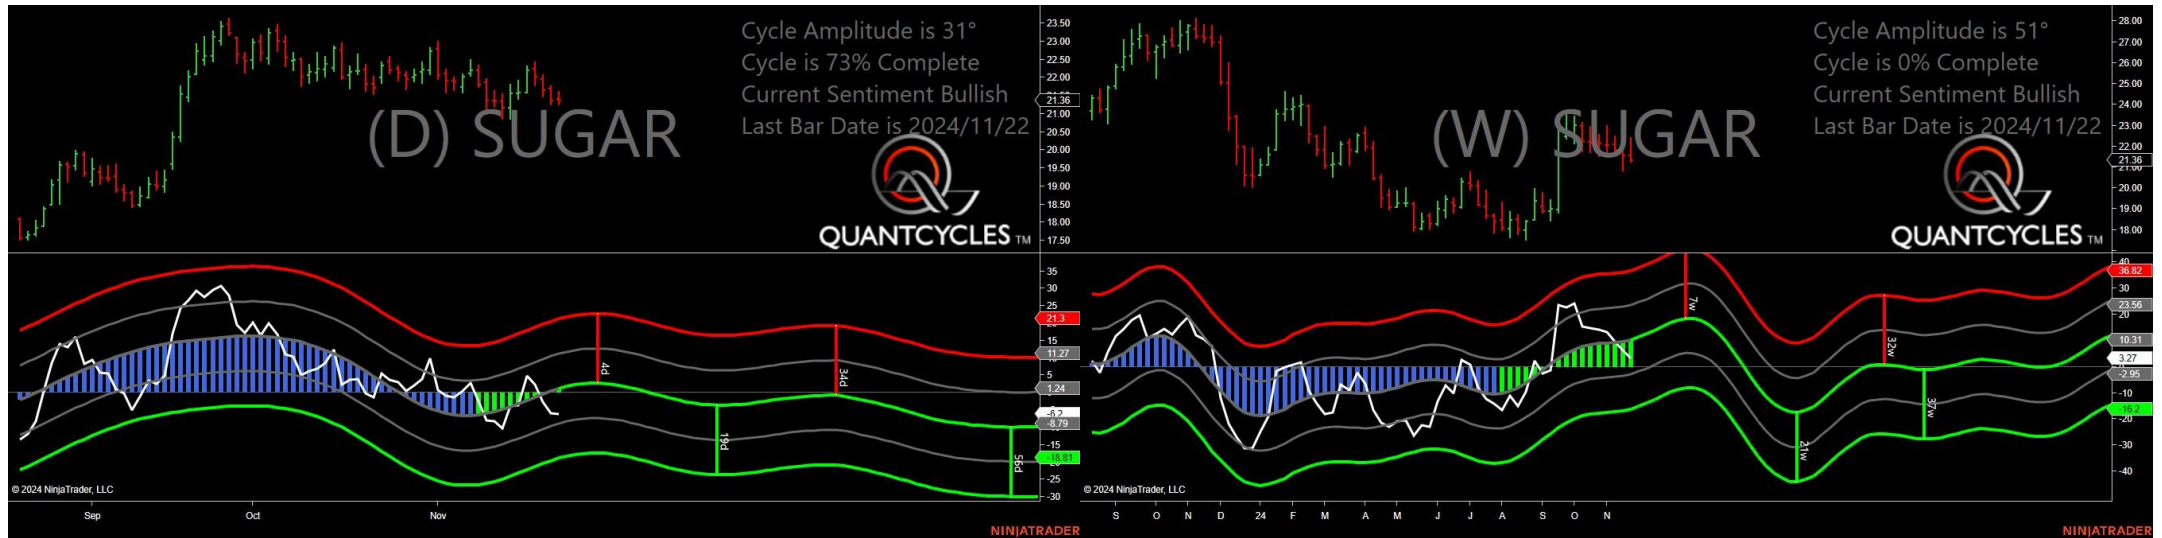 Cycle Amplitude is 31°
Cycle is 73% Complete
Current Sentiment Bullish
Last Bar Date is 2024/11/22
(D) SUGAR
QUANTCYCLES TM
23.50
23.00
22.50
22.00
21.36
21.00
20.50
20.00
19.50
19.00
18.50
18.00
17.50
35
30
25
21.3
15
11.27
5
1.24
-6.2
-8.79
-15
-18.81
-25
-30
4d
19d
34d
56d
© 2024 NinjaTrader, LLC
Sep
Oct
Nov
NINJATRADER
Cycle Amplitude is 51°
Cycle is 0% Complete
Current Sentiment Bullish
Last Bar Date is 2024/11/22
(W) SUGAR
QUANTCYCLES TM
28.00
27.00
26.00
25.00
24.00
23.00
22.00
21.36
21.00
20.00
19.00
18.00
40
36.82
30
23.56
20
10.31
3.27
-2.95
-10
-16.2
-20
-30
-40
7w
21w
32w
37w
© 2024 NinjaTrader, LLC
S
O
N
D
24
F
M
A
M
J
J
A
S
O
N
NINJATRADER